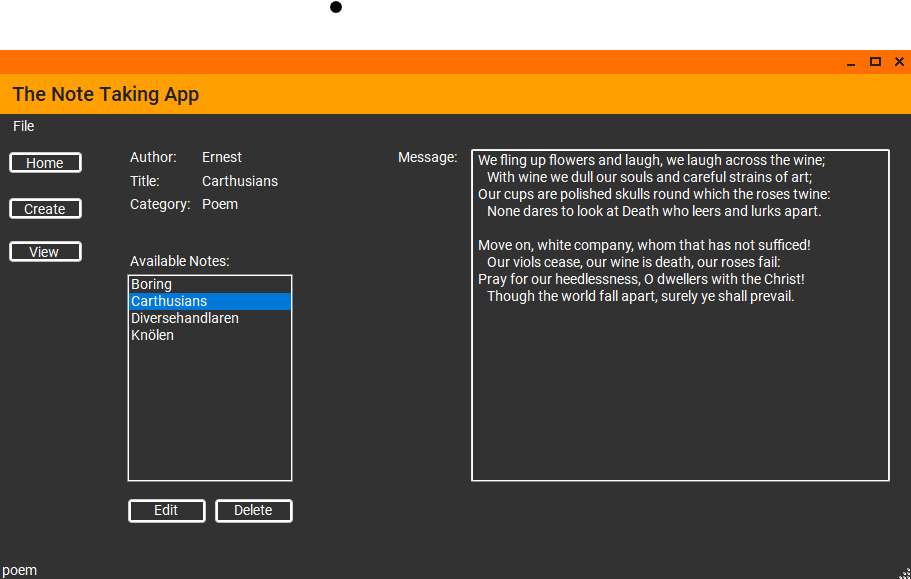 The Note Taking App
File
Home
Create
View
Author: Ernest
Title: Carthusians
Category: Poem
Available Notes:
Boring
Carthusians
Diversehandlaren
Knölen
Edit Delete
Message:
We fling up flowers and laugh, we laugh across the wine;
With wine we dull our souls and careful strains of art;
Our cups are polished skulls round which the roses twine:
None dares to look at Death who leers and lurks apart.
Move on, white company, whom that has not sufficed!
Our viols cease, our wine is death, our roses fail:
Pray for our heedlessness, O dwellers with the Christ!
Though the world fall apart, surely ye shall prevail.
poem